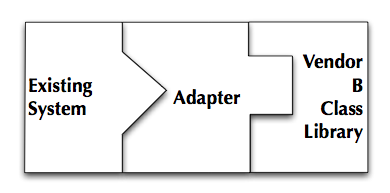 Existing
System
Adapter
Vendor
B
Class
Library